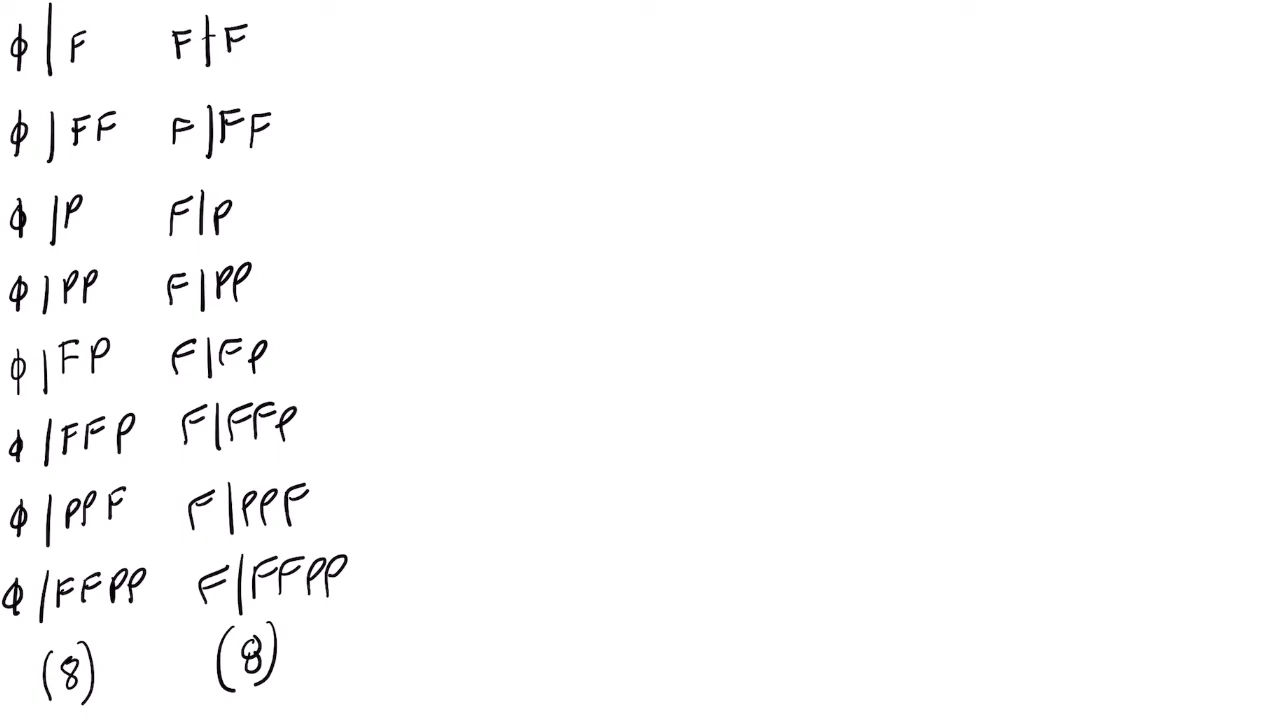 ϕ | F F | F
ϕ | FF F | FF
ϕ | P F | P
ϕ | PP F | PP
ϕ | FP F | FP
ϕ | FFP F | FFP
ϕ | PPF F | PPF
ϕ | FFPP F | FFPP
(8) (8)